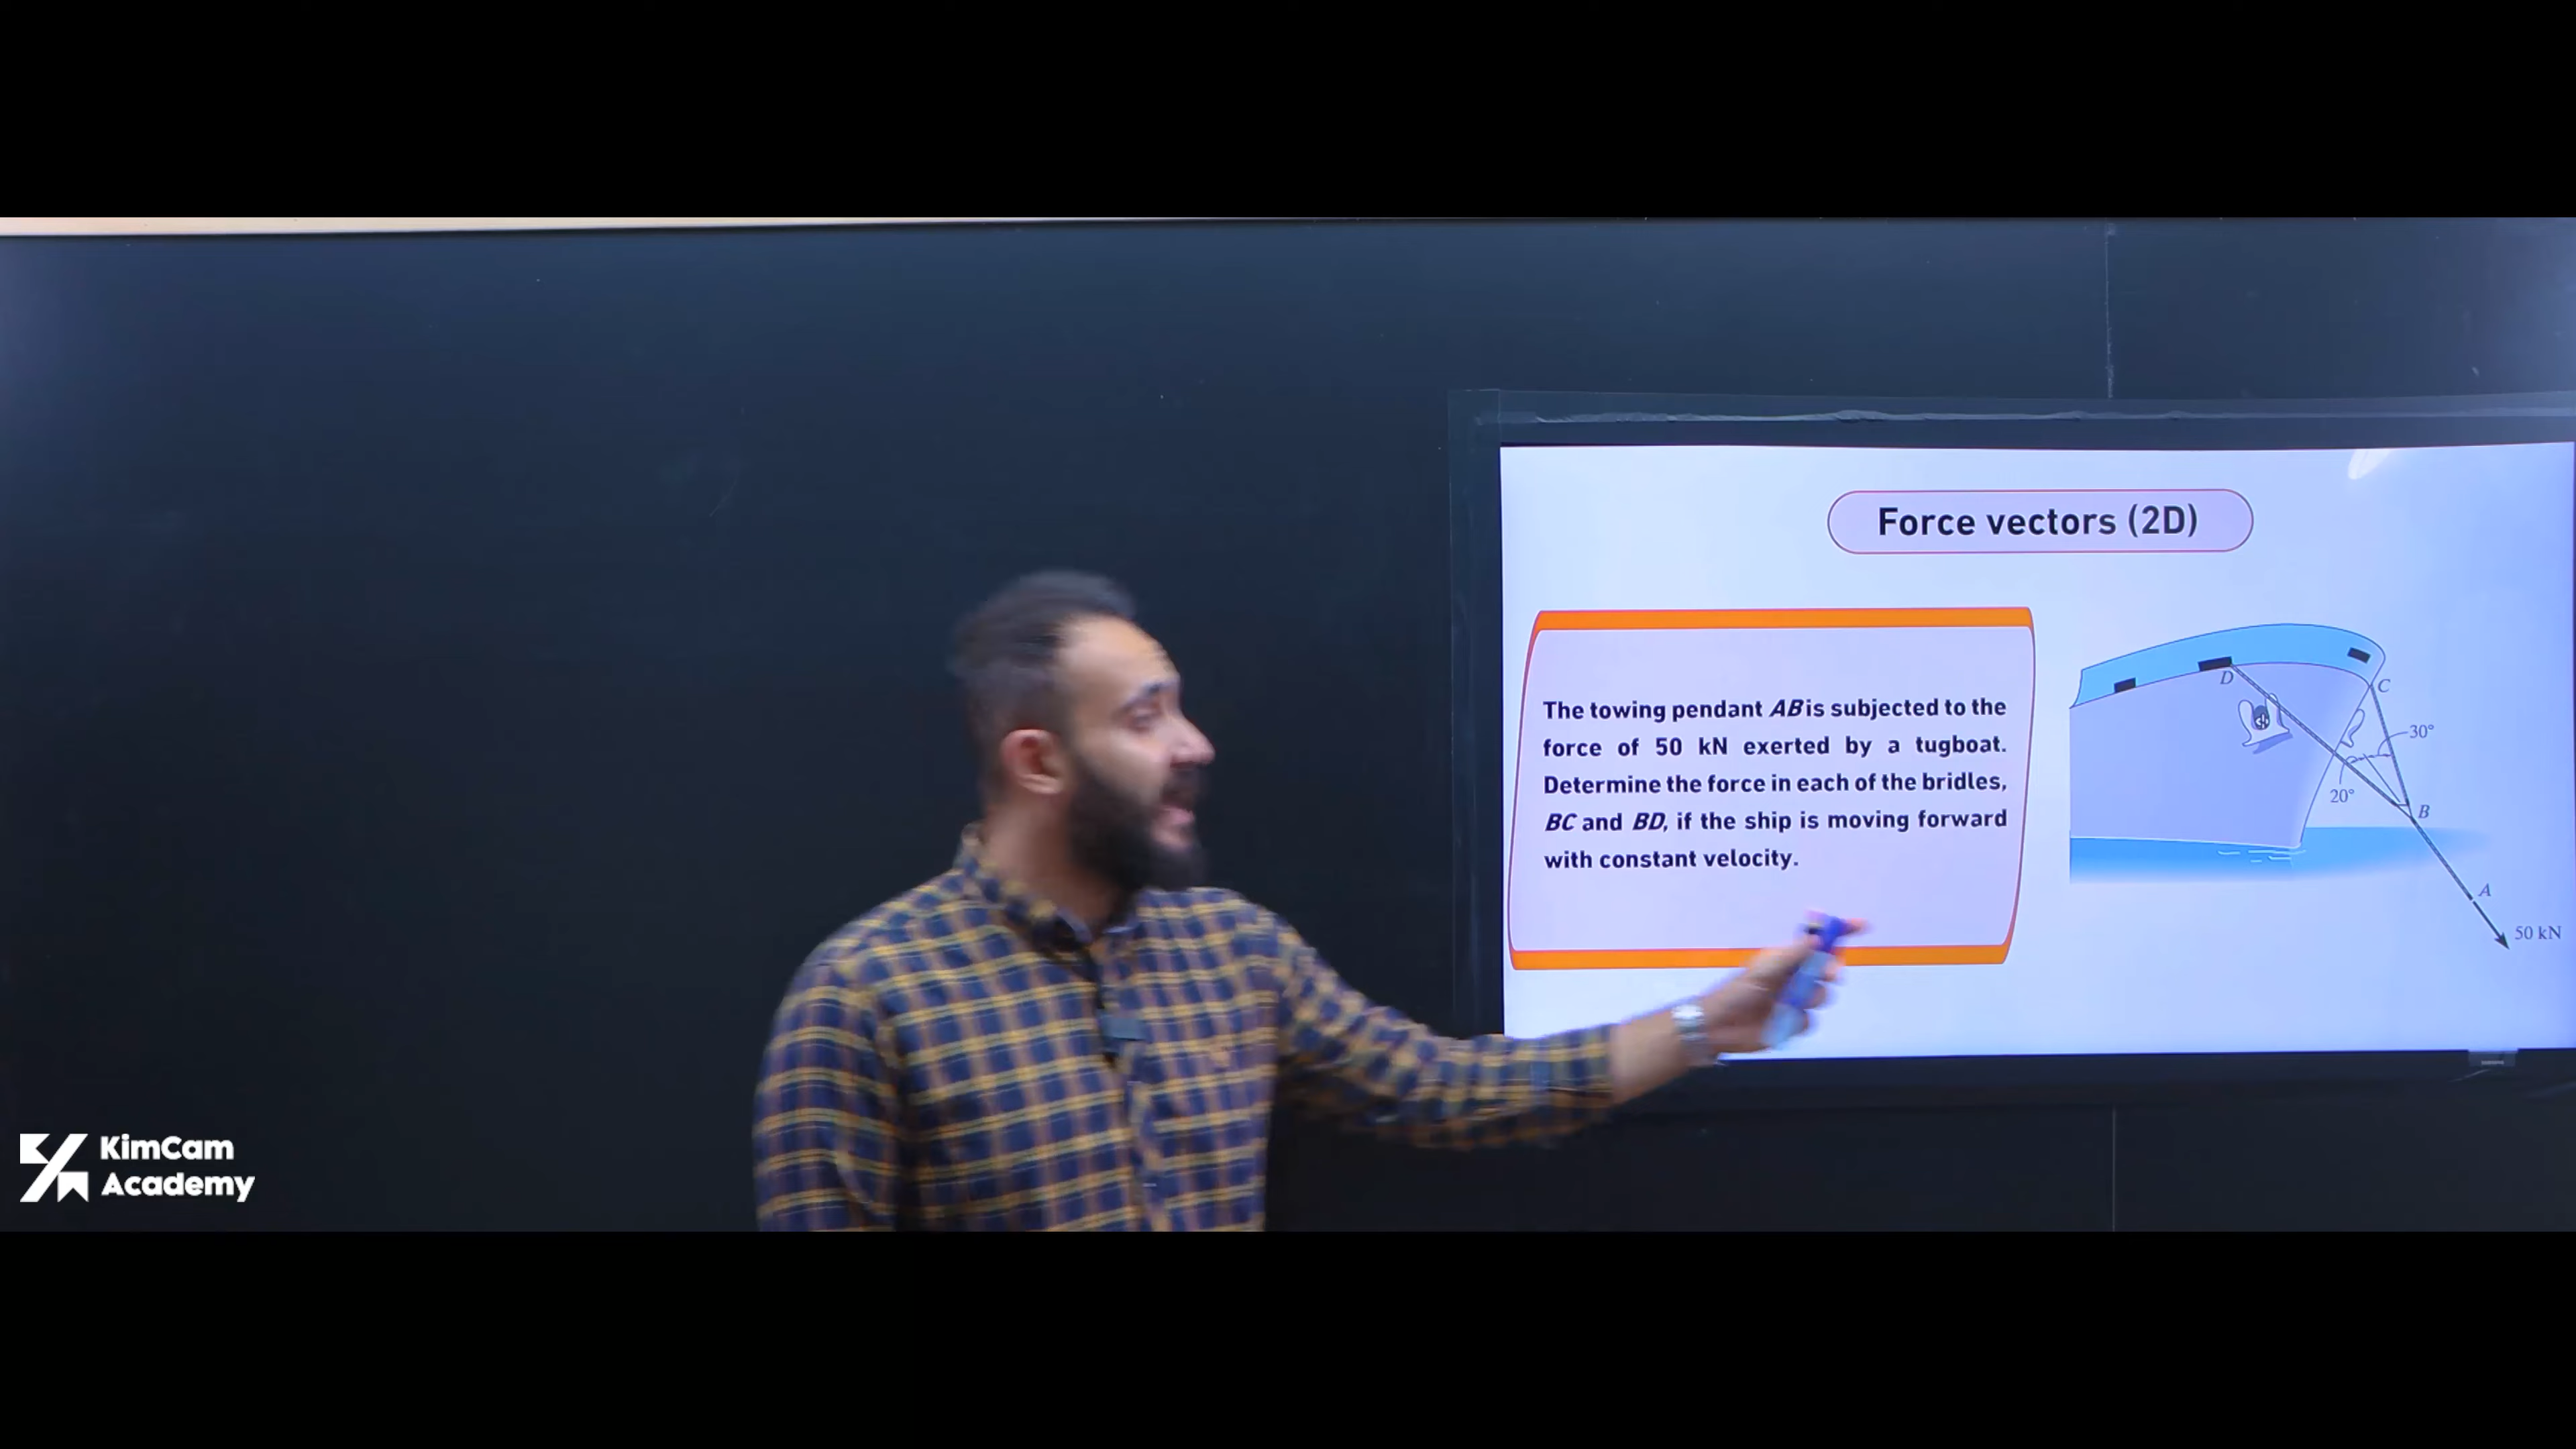 Force vectors (2D)
The towing pendant AB is subjected to the
force of 50 kN exerted by a tugboat.
Determine the force in each of the bridles,
BC and BD, if the ship is moving forward
with constant velocity.
D
C
30°
20°
B
A
50 kN
KimCam
Academy